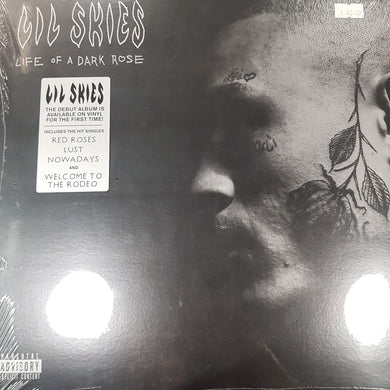 LIL SKIES
LIFE OF A DARK ROSE
LIL SKIES
THE DEBUT ALBUM IS
AVAILABLE ON VINYL
FOR THE FIRST TIME!
INCLUDES THE HIT SINGLES
RED ROSES
LUST
NOWADAYS
AND
WELCOME TO
THE RODEO
PARENTAL
ADVISORY
EXPLICIT CONTENT